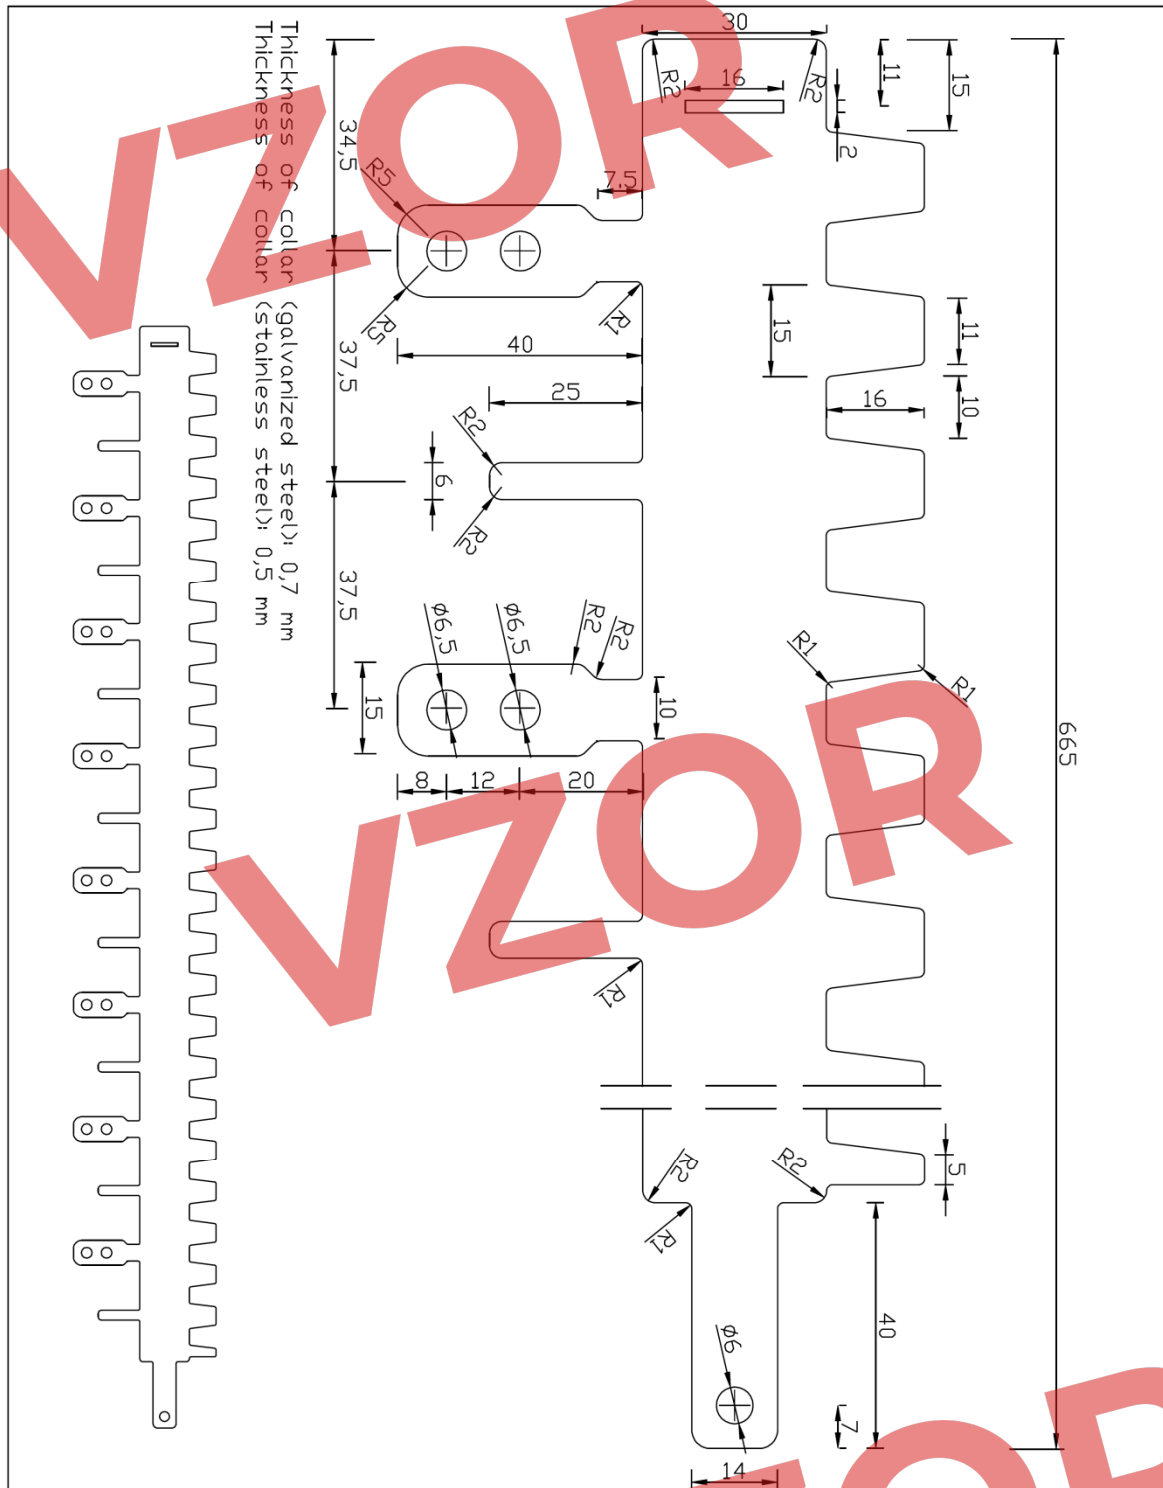 30
11
15
R2
16
R2
2
Thickness of collar (galvanized steel): 0,7 mm
Thickness of collar (stainless steel): 0,5 mm
34,5
R5
7.5
R5
R1
40
15
11
37,5
25
16
10
R2
6
R2
37,5
Ø6,5
Ø6,5
R2
R2
R1
R1
15
10
665
8
12
20
R1
R2
R2
5
R1
40
Ø6
7
14
VZOR
VZOR
VZOR